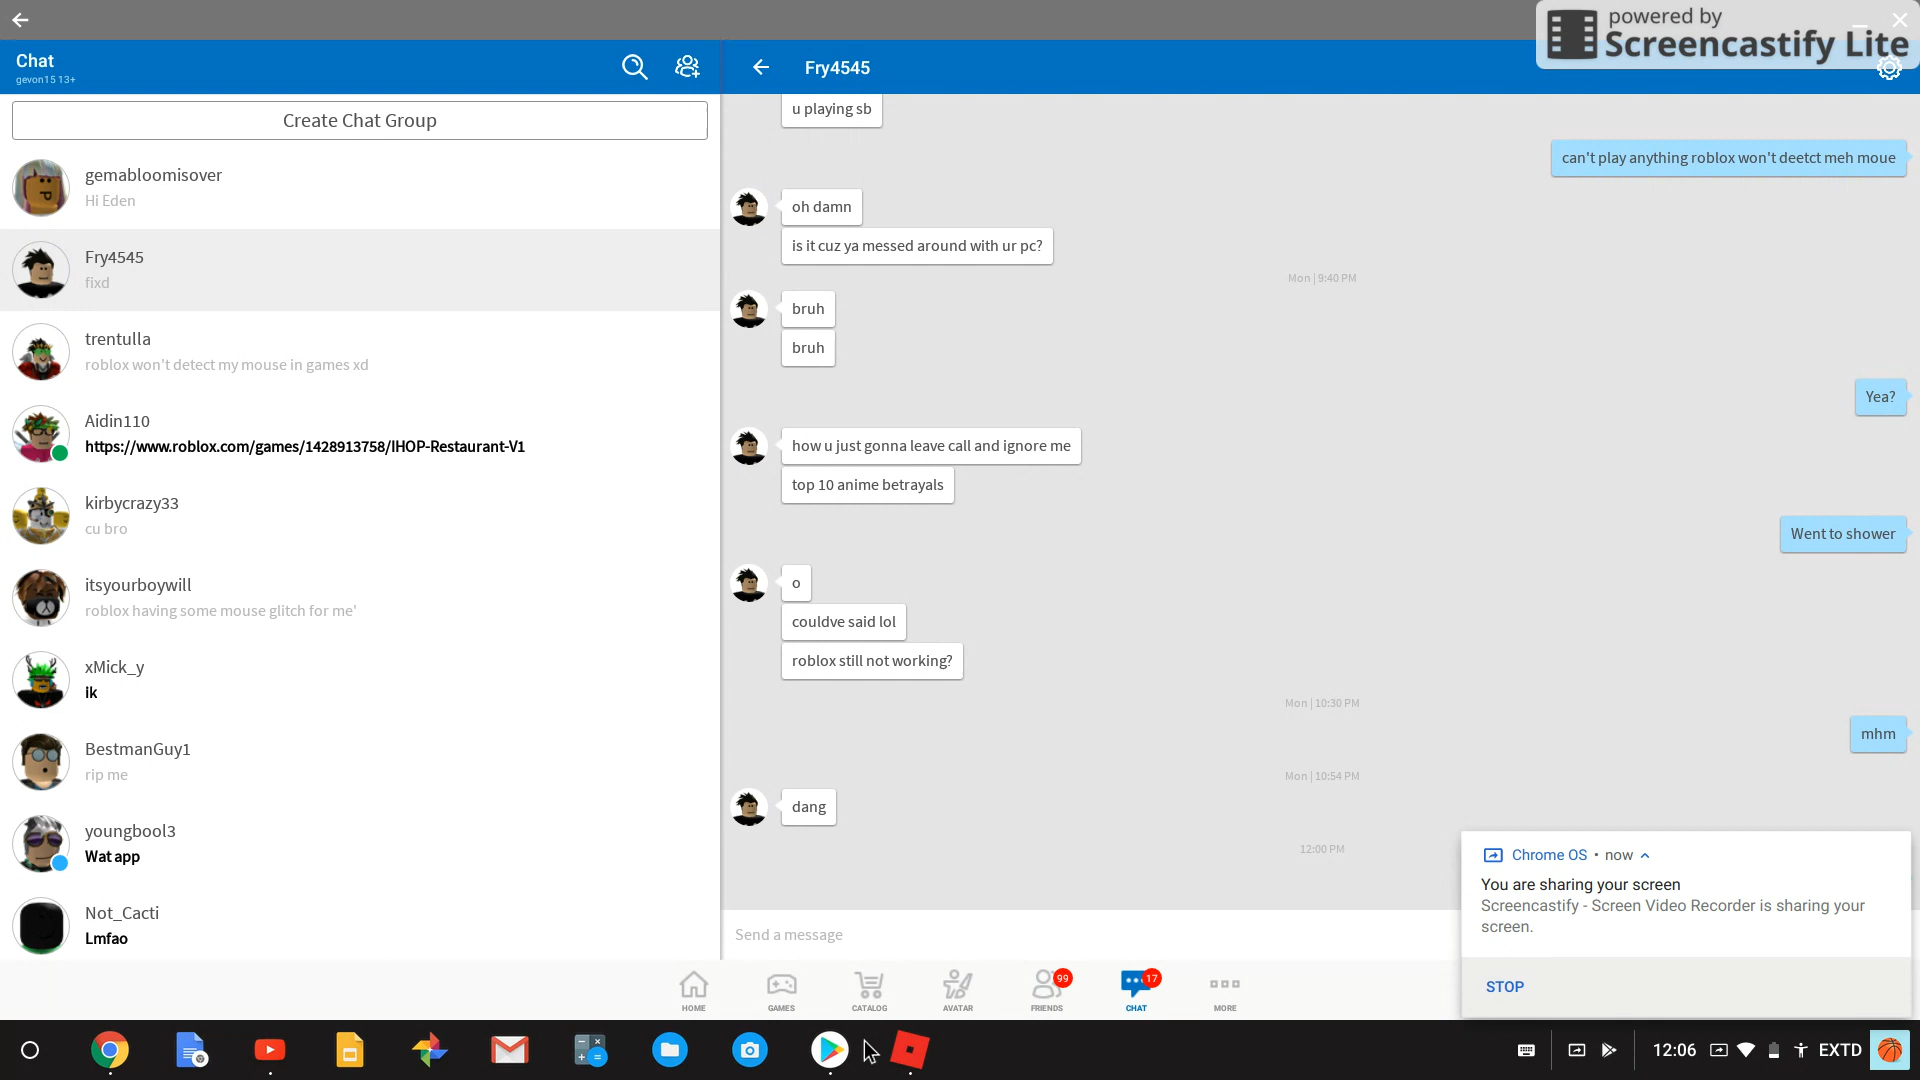 powered by
Screencastify Lite
Chat
gevon15 13+
Create Chat Group
gemabloomisover
Hi Eden
Fry4545
fixd
trentulla
roblox won't detect my mouse in games xd
Aidin110
https://www.roblox.com/games/1428913758/IHOP-Restaurant-V1
kirbycrazy33
cu bro
itsyourboywill
roblox having some mouse glitch for me'
xMick_y
ik
BestmanGuy1
rip me
youngbool3
Wat app
Not_Cacti
Lmfao
Fry4545
u playing sb
can't play anything roblox won't deetct meh moue
oh damn
is it cuz ya messed around with ur pc?
Mon | 9:40 PM
bruh
bruh
Yea?
how u just gonna leave call and ignore me
top 10 anime betrayals
Went to shower
o
couldve said lol
roblox still not working?
Mon | 10:30 PM
mhm
Mon | 10:54 PM
dang
12:00 PM
Send a message
Chrome OS • now
You are sharing your screen
Screencastify - Screen Video Recorder is sharing your
screen.
STOP
HOME
GAMES
CATALOG
AVATAR
99
FRIENDS
17
CHAT
MORE
12:06
EXTD